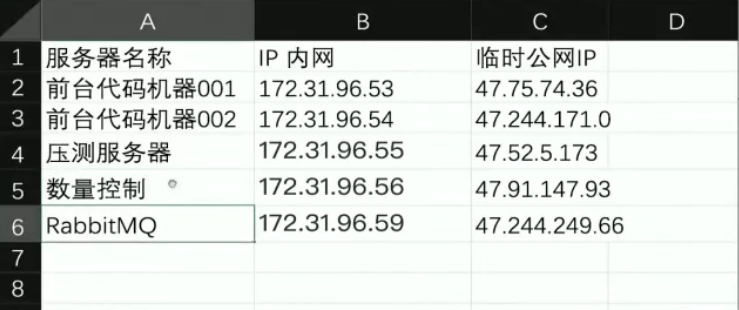 A B C D
1 服务器名称 IP 内网 临时公网IP
2 前台代码机器001 172.31.96.53 47.75.74.36
3 前台代码机器002 172.31.96.54 47.244.171.0
4 压测服务器 172.31.96.55 47.52.5.173
5 数量控制 172.31.96.56 47.91.147.93
6 RabbitMQ 172.31.96.59 47.244.249.66
7
8